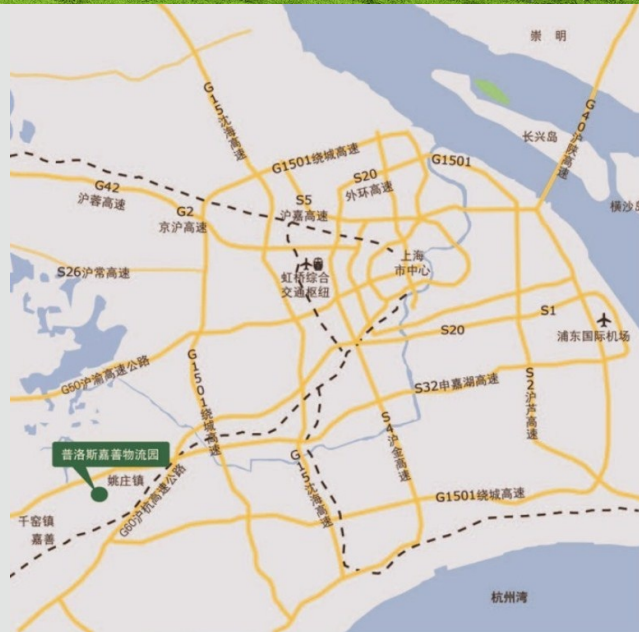 崇 明
G15沈海高速
G40沪陕高速
长兴岛
G1501绕城高速
G1501
S20
外环高速
横沙岛
G42
沪蓉高速
G2
京沪高速
S5
沪嘉高速
上海
市中心
虹桥综合
交通枢纽
S26沪常高速
S1
浦东国际机场
S20
G50沪渝高速公路
G1501绕城高速
S32申嘉湖高速
S2沪芦高速
S4沪金高速
普洛斯嘉善物流园
姚庄镇
G60沪杭高速公路
G15沈海高速
G1501绕城高速
千窑镇
嘉善
杭州湾